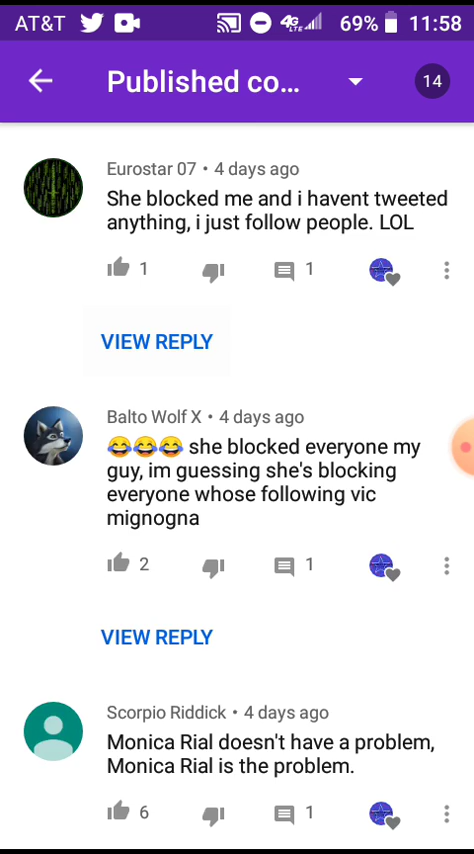 AT&T 4G LTE 69% 11:58
Published co... 14
Eurostar 07 • 4 days ago
She blocked me and i havent tweeted
anything, i just follow people. LOL
1 1
VIEW REPLY
Balto Wolf X • 4 days ago
😂😂😂 she blocked everyone my
guy, im guessing she's blocking
everyone whose following vic
mignogna
2 1
VIEW REPLY
Scorpio Riddick • 4 days ago
Monica Rial doesn't have a problem,
Monica Rial is the problem.
6 1